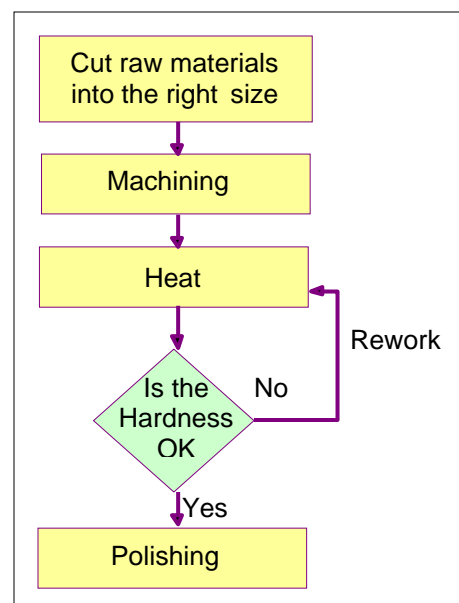 Cut raw materials
into the right size
Machining
Heat
Rework
Is the
No
Hardness
OK
Yes
Polishing